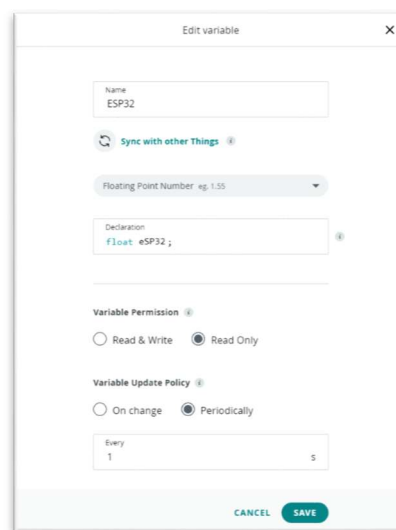 Edit variable
Name
ESP32
Sync with other Things
Floating Point Number eg. 1.55
Declaration
float eSP32;
Variable Permission
Read & Write Read Only
Variable Update Policy
On change Periodically
Every
1 s
CANCEL SAVE